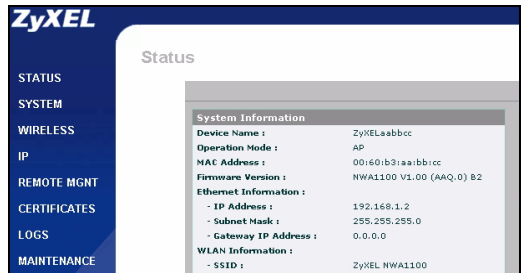 ZyXEL
Status
STATUS
SYSTEM
WIRELESS
IP
REMOTE MGNT
CERTIFICATES
LOGS
MAINTENANCE
System Information
Device Name : ZyXELaabbcc
Operation Mode : AP
MAC Address : 00:60:b3:aa:bb:cc
Firmware Version : NWA1100 V1.00 (AAQ.0) B2
Ethernet Information :
- IP Address : 192.168.1.2
- Subnet Mask : 255.255.255.0
- Gateway IP Address : 0.0.0.0
WLAN Information :
- SSID : ZyXEL NWA1100